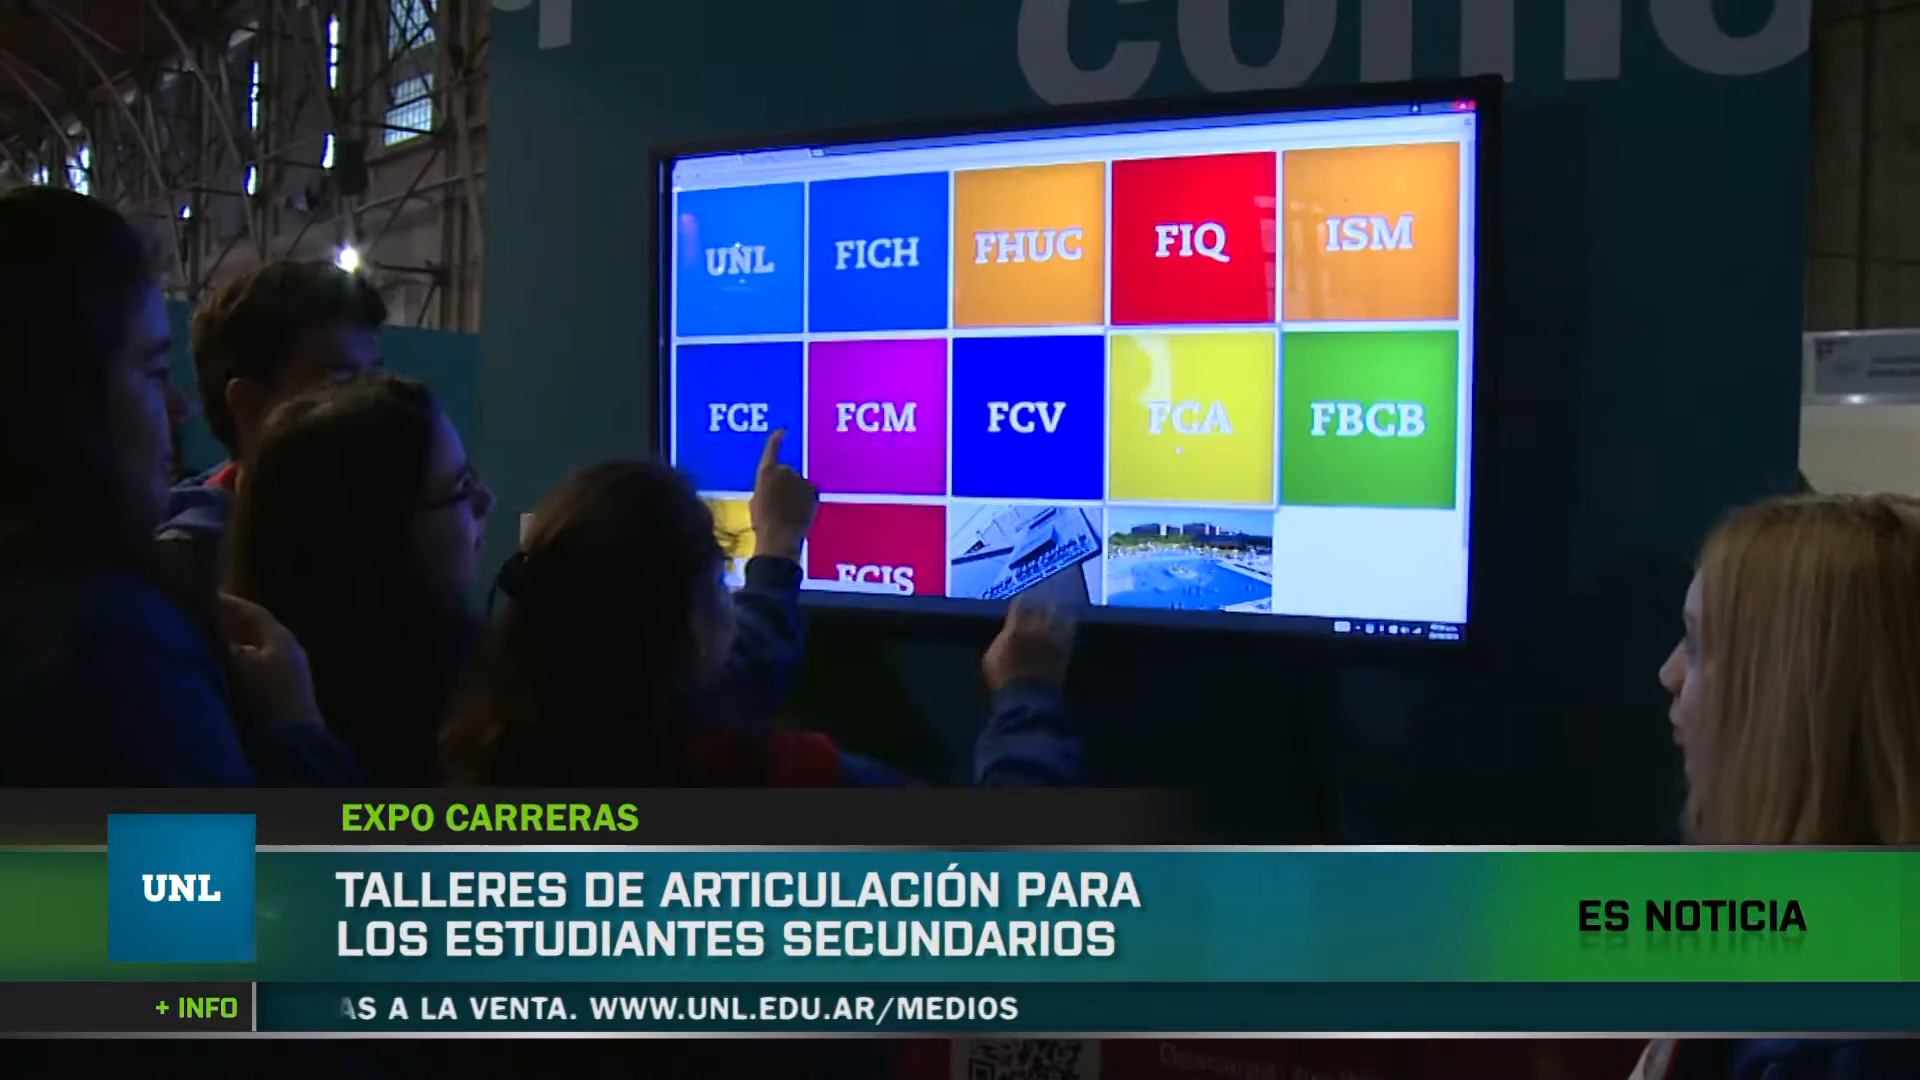 UNL
FICH
FHUC
FIQ
ISM
FCE
FCM
FCV
FCA
FBCB
FCJS
EXPO CARRERAS
UNL
TALLERES DE ARTICULACIÓN PARA
LOS ESTUDIANTES SECUNDARIOS
ES NOTICIA
+ INFO
AS A LA VENTA. WWW.UNL.EDU.AR/MEDIOS